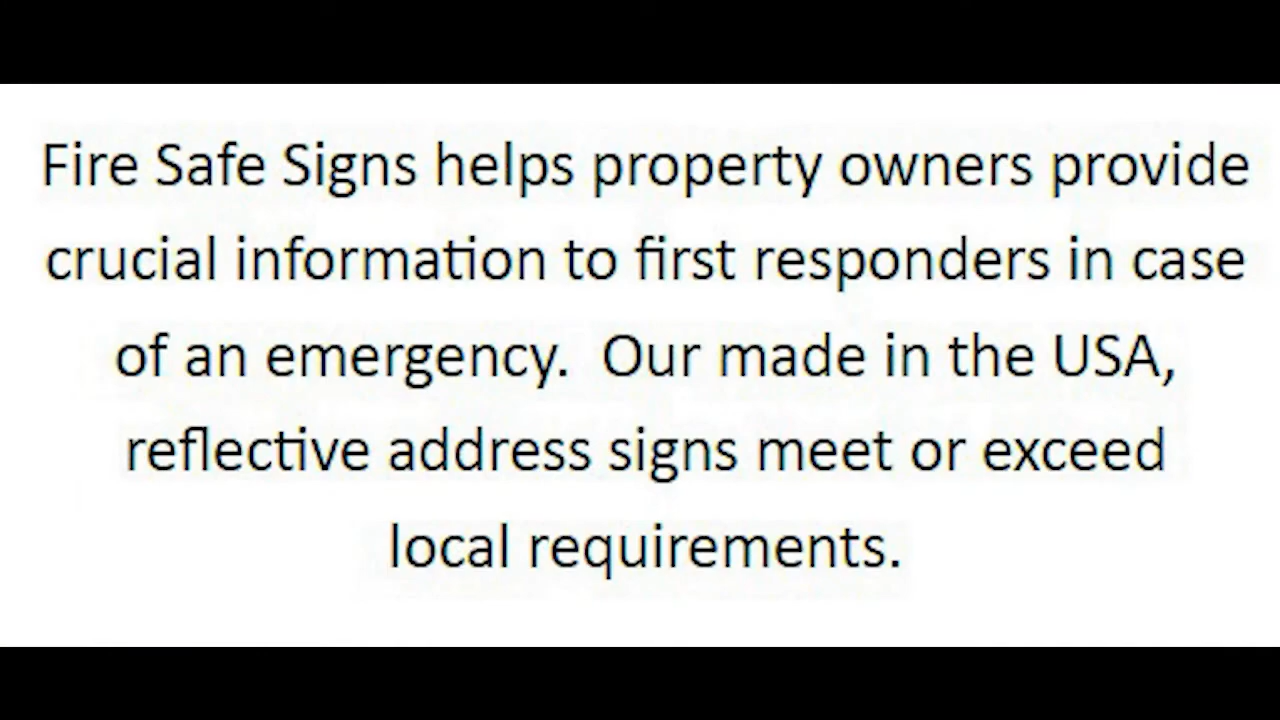 Fire Safe Signs helps property owners provide
crucial information to first responders in case
of an emergency.  Our made in the USA,
reflective address signs meet or exceed
local requirements.